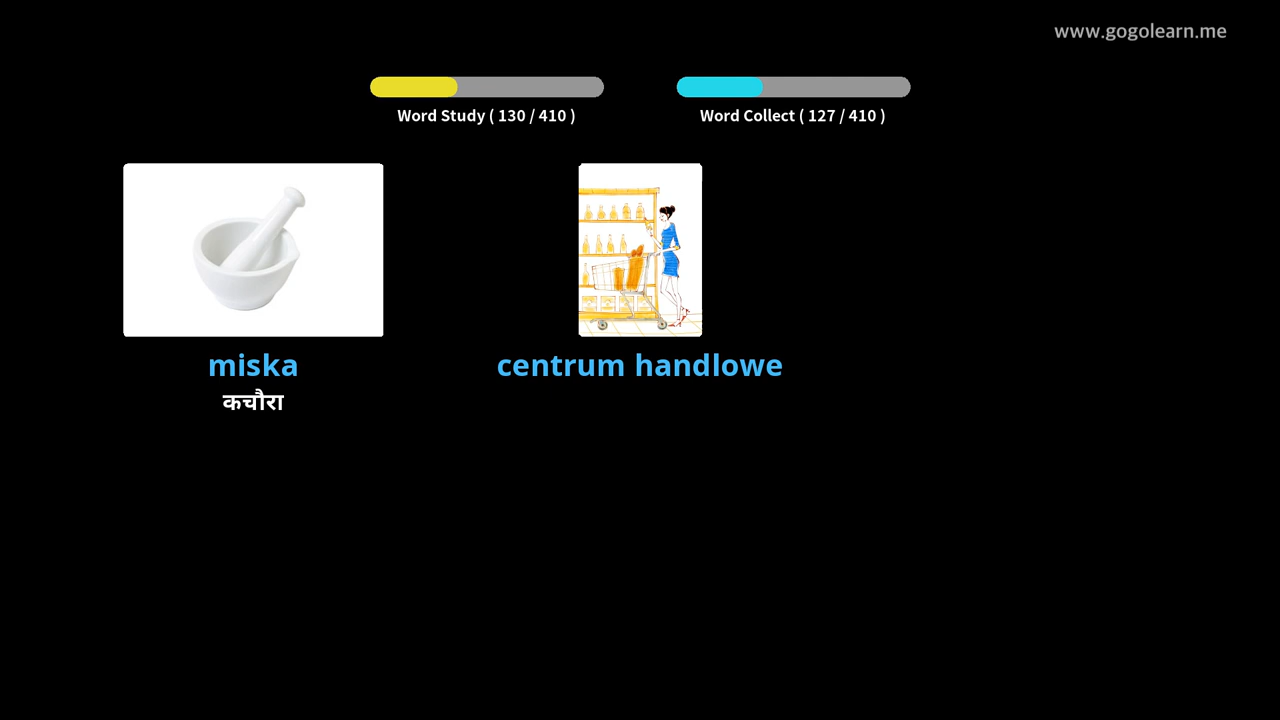 www.gogolearn.me
Word Study ( 130 / 410 )
Word Collect ( 127 / 410 )
miska
कचौरा
centrum handlowe